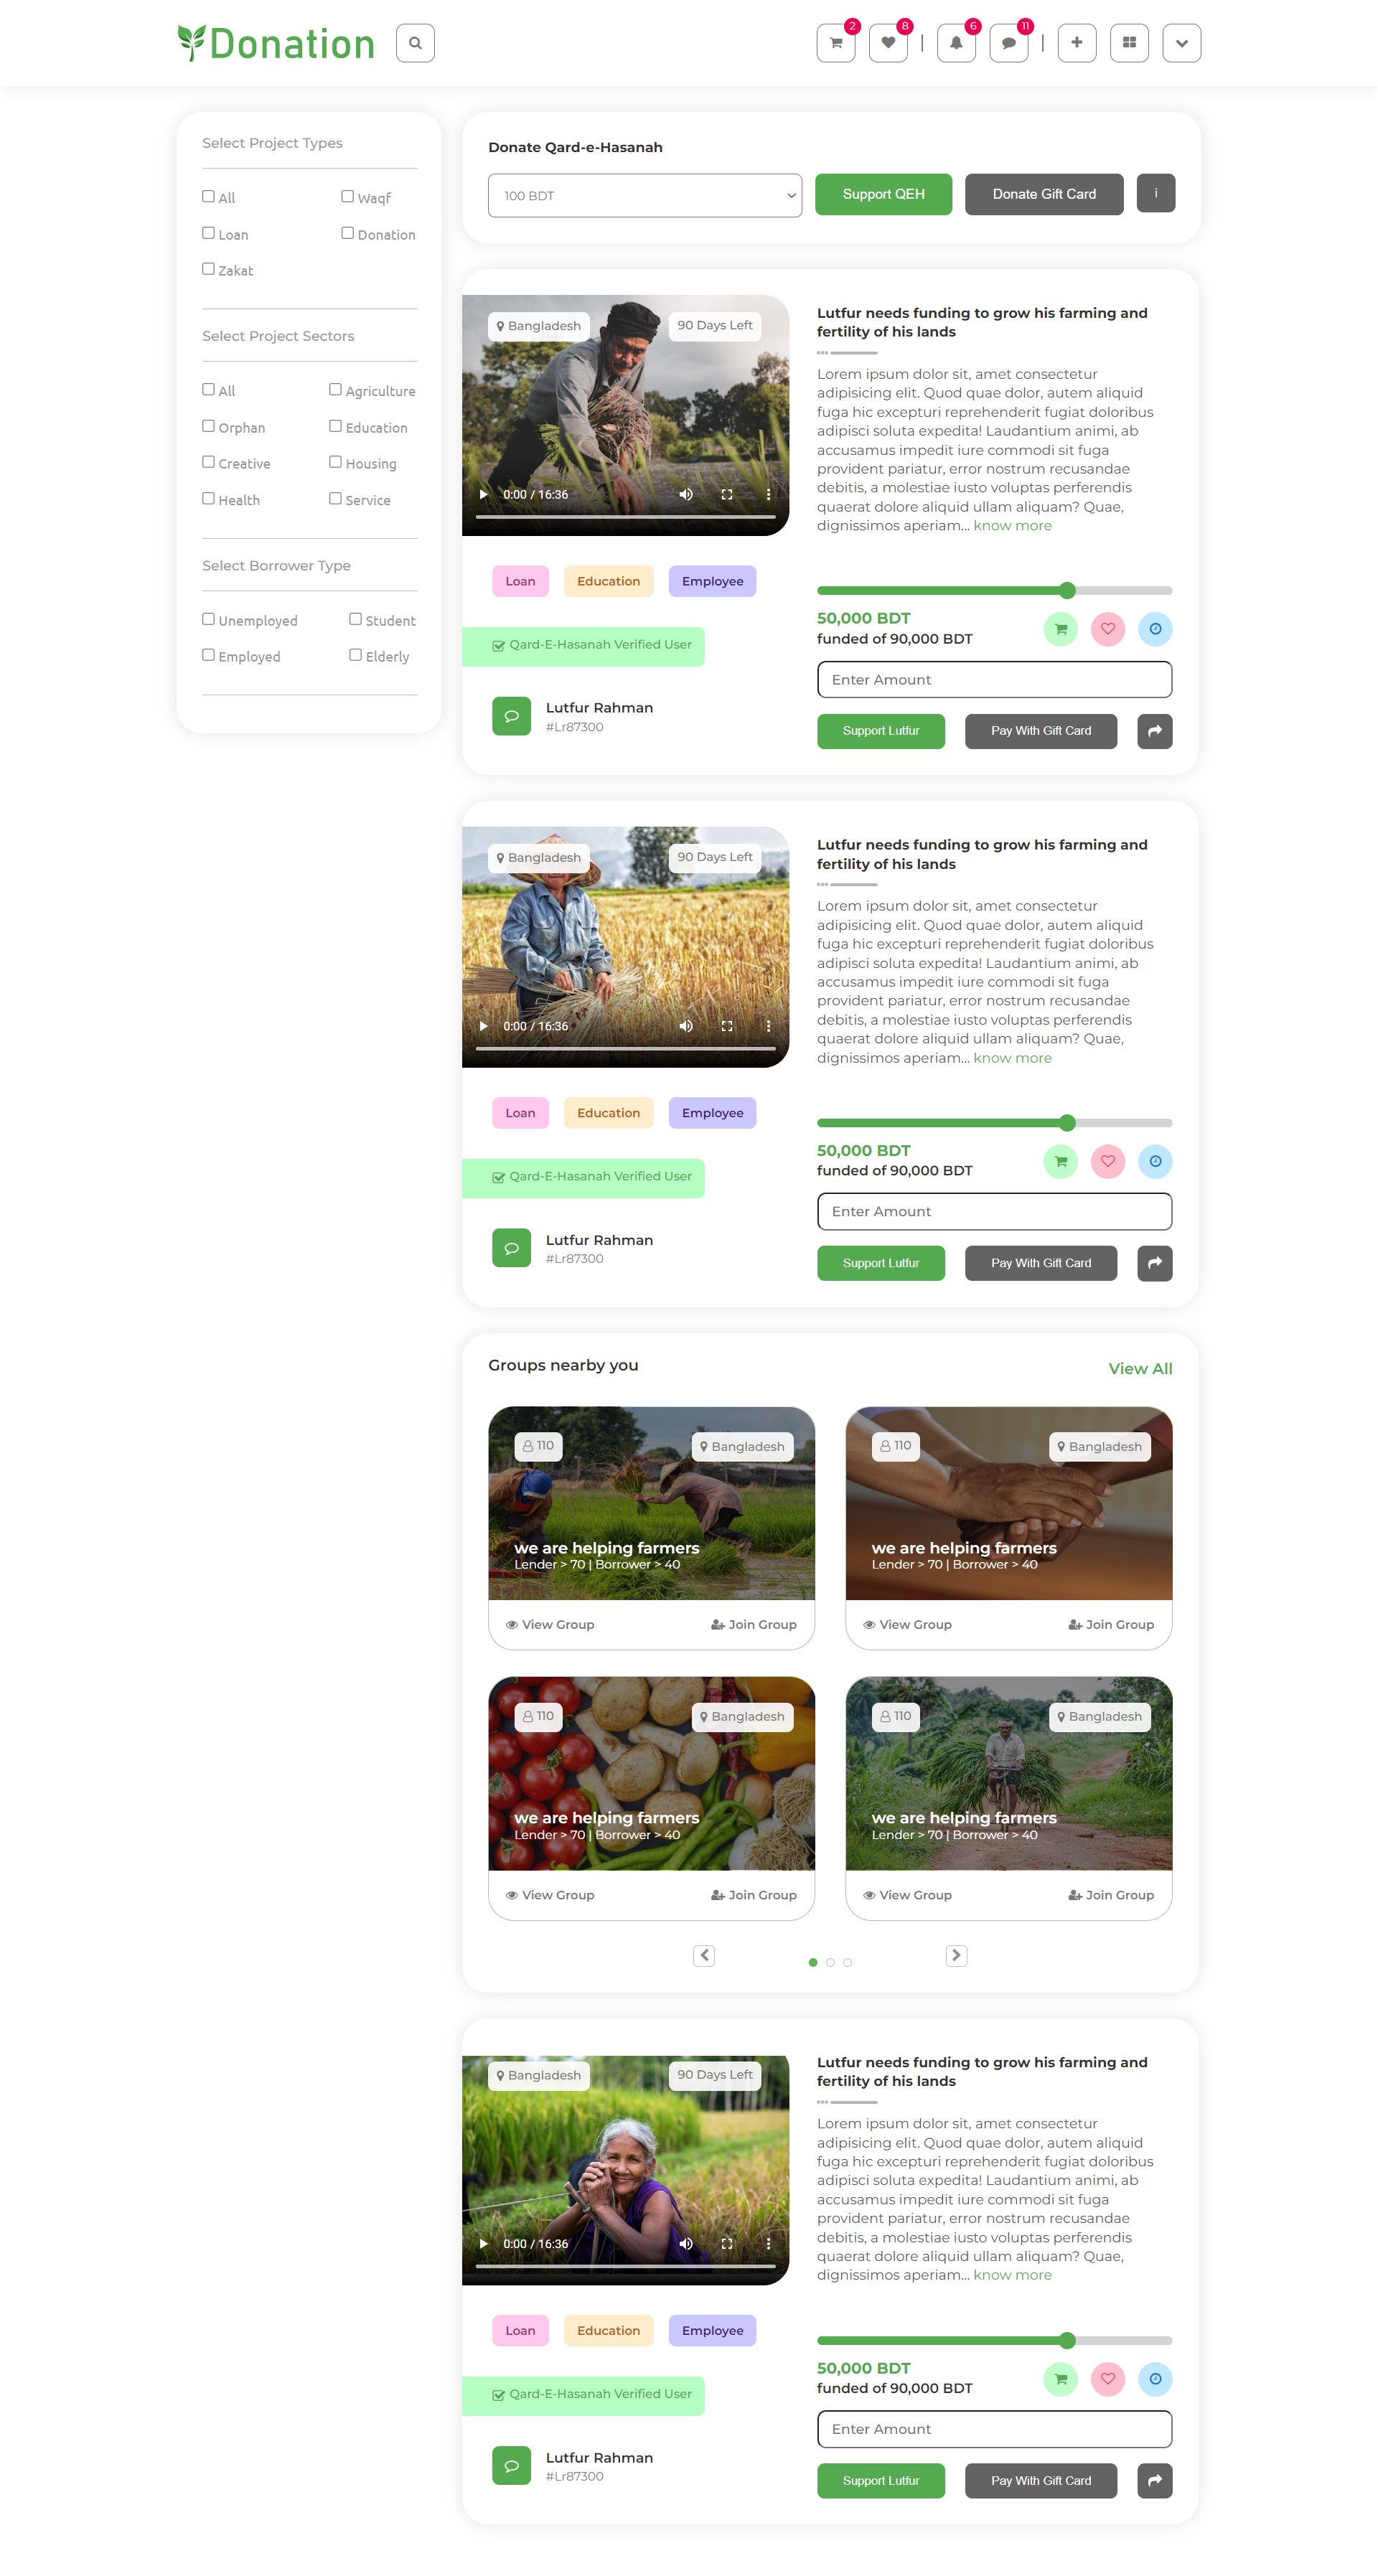 Donation
2
8
6
11
Select Project Types
All
Waqf
Loan
Donation
Zakat
Select Project Sectors
All
Agriculture
Orphan
Education
Creative
Housing
Health
Service
Select Borrower Type
Unemployed
Student
Employed
Elderly
Donate Qard-e-Hasanah
100 BDT
Support QEH
Donate Gift Card
i
Bangladesh
90 Days Left
0:00 / 16:36
Loan
Education
Employee
Qard-E-Hasanah Verified User
Lutfur Rahman
#Lr87300
Lutfur needs funding to grow his farming and
fertility of his lands
Lorem ipsum dolor sit, amet consectetur
adipisicing elit. Quod quae dolor, autem aliquid
fuga hic excepturi reprehenderit fugiat doloribus
adipisci soluta expedita! Laudantium animi, ab
accusamus impedit iure commodi sit fuga
provident pariatur, error nostrum recusandae
debitis, a molestiae iusto voluptas perferendis
quaerat dolore aliquid ullam aliquam? Quae,
dignissimos aperiam... know more
50,000 BDT
funded of 90,000 BDT
Enter Amount
Support Lutfur
Pay With Gift Card
Bangladesh
90 Days Left
0:00 / 16:36
Loan
Education
Employee
Qard-E-Hasanah Verified User
Lutfur Rahman
#Lr87300
Lutfur needs funding to grow his farming and
fertility of his lands
Lorem ipsum dolor sit, amet consectetur
adipisicing elit. Quod quae dolor, autem aliquid
fuga hic excepturi reprehenderit fugiat doloribus
adipisci soluta expedita! Laudantium animi, ab
accusamus impedit iure commodi sit fuga
provident pariatur, error nostrum recusandae
debitis, a molestiae iusto voluptas perferendis
quaerat dolore aliquid ullam aliquam? Quae,
dignissimos aperiam... know more
50,000 BDT
funded of 90,000 BDT
Enter Amount
Support Lutfur
Pay With Gift Card
Groups nearby you
View All
110
Bangladesh
we are helping farmers
Lender > 70 | Borrower > 40
View Group
Join Group
110
Bangladesh
we are helping farmers
Lender > 70 | Borrower > 40
View Group
Join Group
110
Bangladesh
we are helping farmers
Lender > 70 | Borrower > 40
View Group
Join Group
110
Bangladesh
we are helping farmers
Lender > 70 | Borrower > 40
View Group
Join Group
Bangladesh
90 Days Left
0:00 / 16:36
Loan
Education
Employee
Qard-E-Hasanah Verified User
Lutfur Rahman
#Lr87300
Lutfur needs funding to grow his farming and
fertility of his lands
Lorem ipsum dolor sit, amet consectetur
adipisicing elit. Quod quae dolor, autem aliquid
fuga hic excepturi reprehenderit fugiat doloribus
adipisci soluta expedita! Laudantium animi, ab
accusamus impedit iure commodi sit fuga
provident pariatur, error nostrum recusandae
debitis, a molestiae iusto voluptas perferendis
quaerat dolore aliquid ullam aliquam? Quae,
dignissimos aperiam... know more
50,000 BDT
funded of 90,000 BDT
Enter Amount
Support Lutfur
Pay With Gift Card